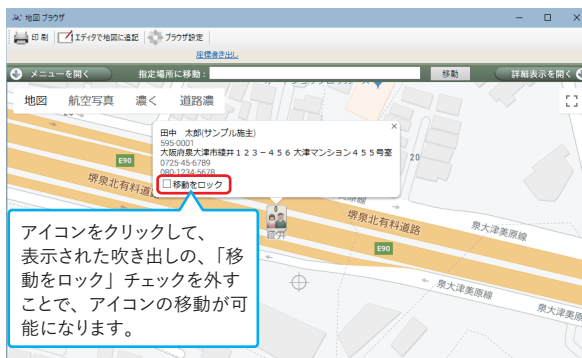 地図ブラウザ
印刷 エディタで地図に追記 ブラウザ設定
座標書き出し
メニューを開く 指定場所に移動: 移動 詳細表示を開く
地図 航空写真 濃く 道路濃
田中 太郎(サンプル施主)
595-0001
大阪府泉大津市綾井123-456大津マンション455号室
0725-45-6789
080-1234-5678
移動をロック
E90
20
堺泉北有料道路
堺泉北有料道路
泉大津美原線
綾井
E90
泉大津美原線
泉大津美原
アイコンをクリックして、
表示された吹き出しの、「移
動をロック」チェックを外す
ことで、アイコンの移動が可
能になります。